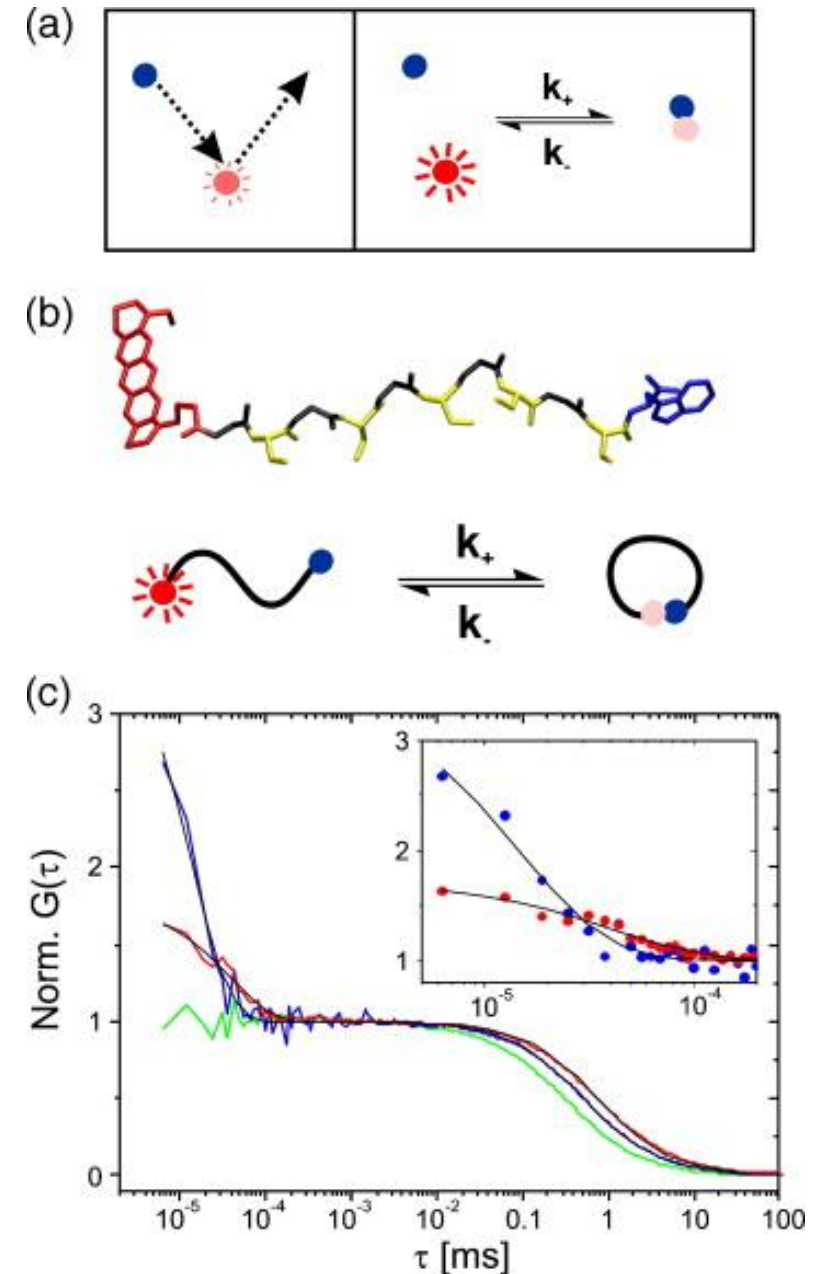 (a)
k₊
k₋
(b)
k₊
k₋
(c)
3
2
1
0
Norm. G(τ)
3
2
1
10⁻⁵
10⁻⁴
10⁻⁵
10⁻⁴
10⁻³
10⁻²
0.1
1
10
100
τ [ms]